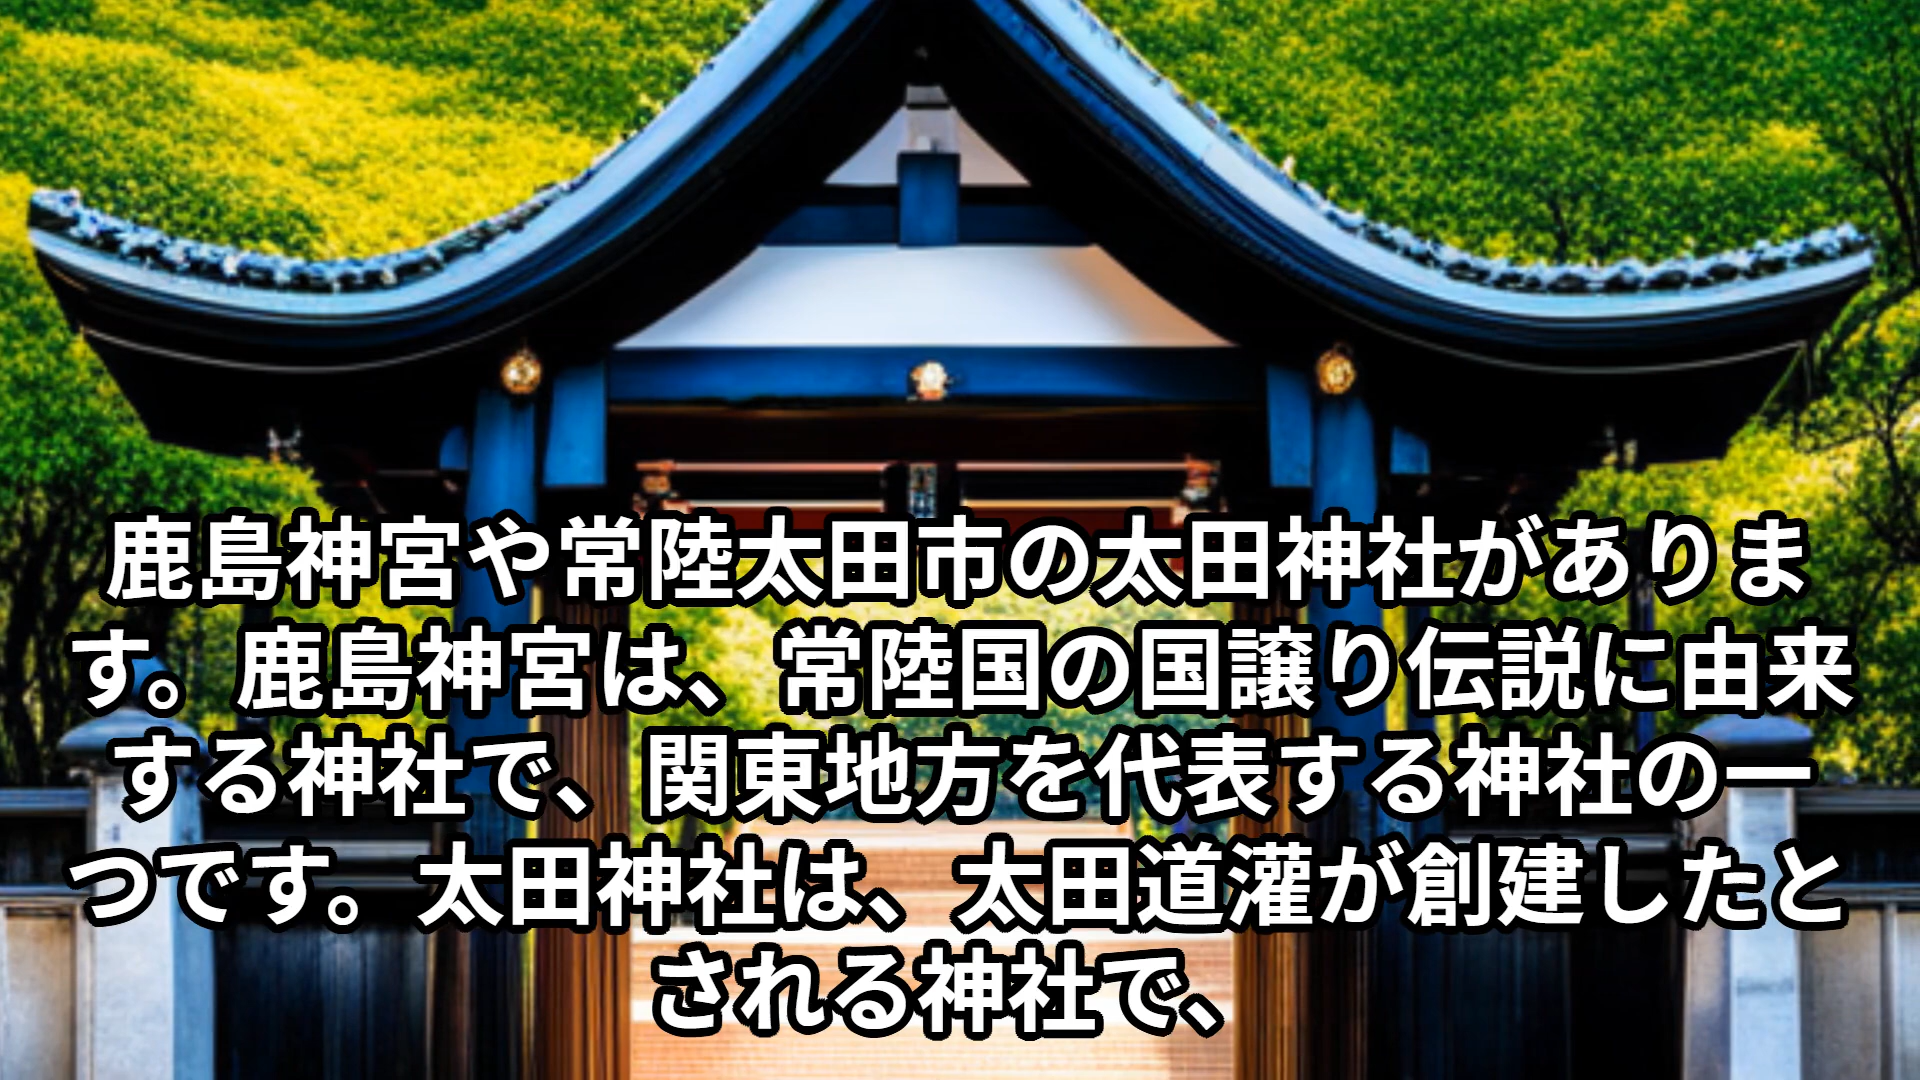 鹿島神宮や常陸太田市の太田神社がありま
す。鹿島神宮は、常陸国の国譲り伝説に由来
する神社で、関東地方を代表する神社の一
つです。太田神社は、太田道灌が創建したと
される神社で、